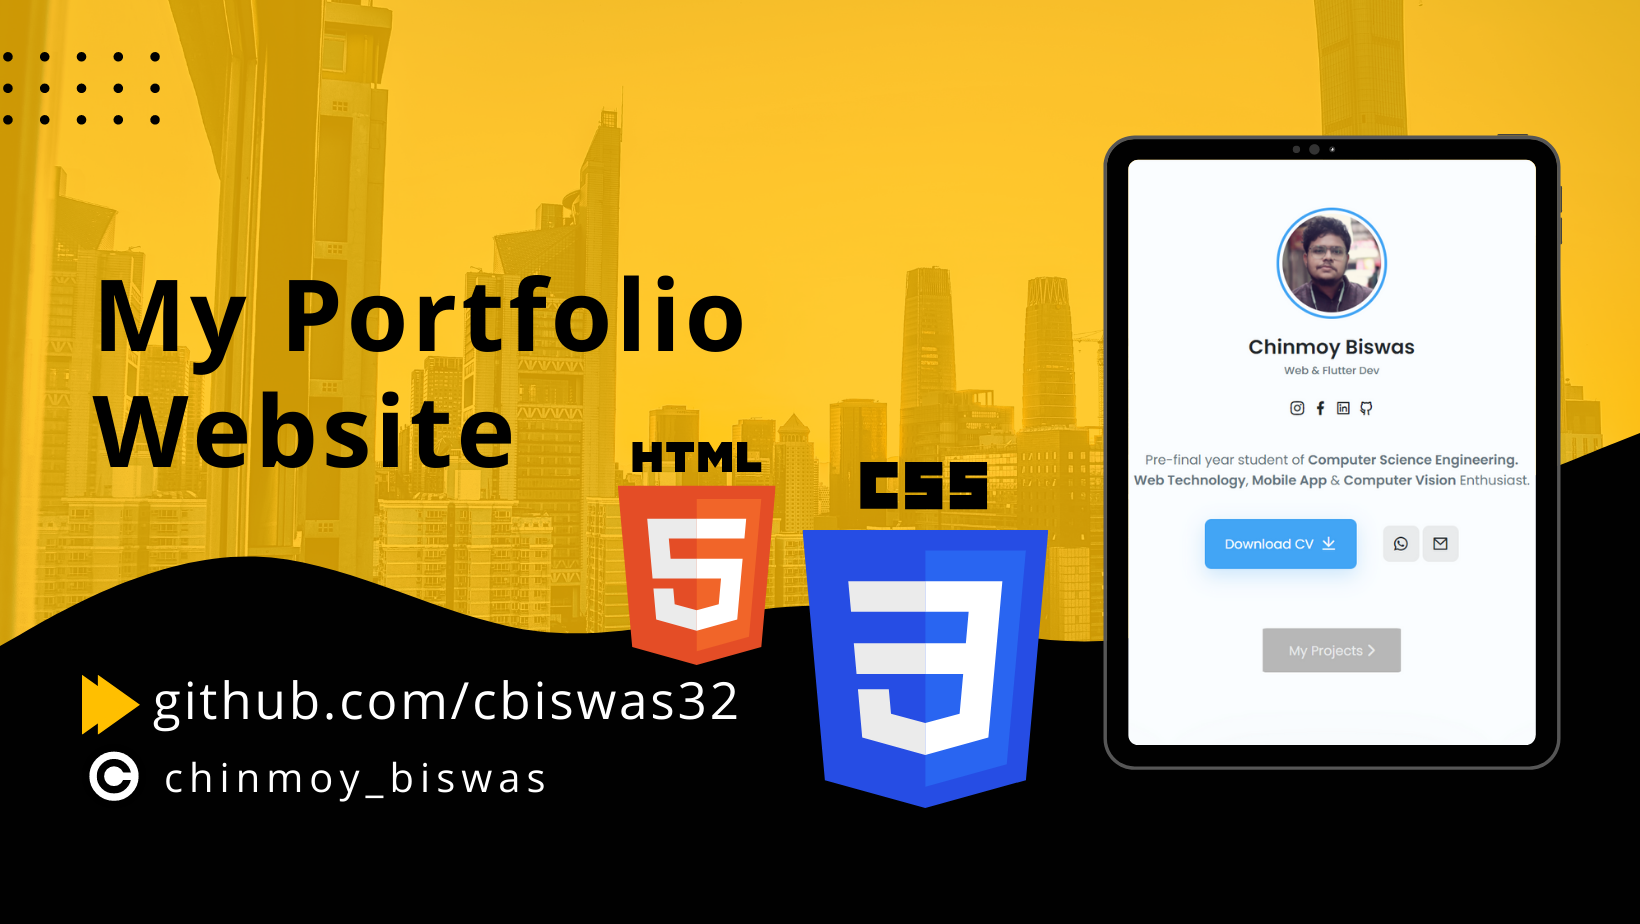 My Portfolio
Website
HTML
5
CSS
3
github.com/cbiswas32
chinmoy_biswas
Chinmoy Biswas
Web & Flutter Dev
Pre-final year student of Computer Science Engineering.
Web Technology, Mobile App & Computer Vision Enthusiast.
Download CV
My Projects